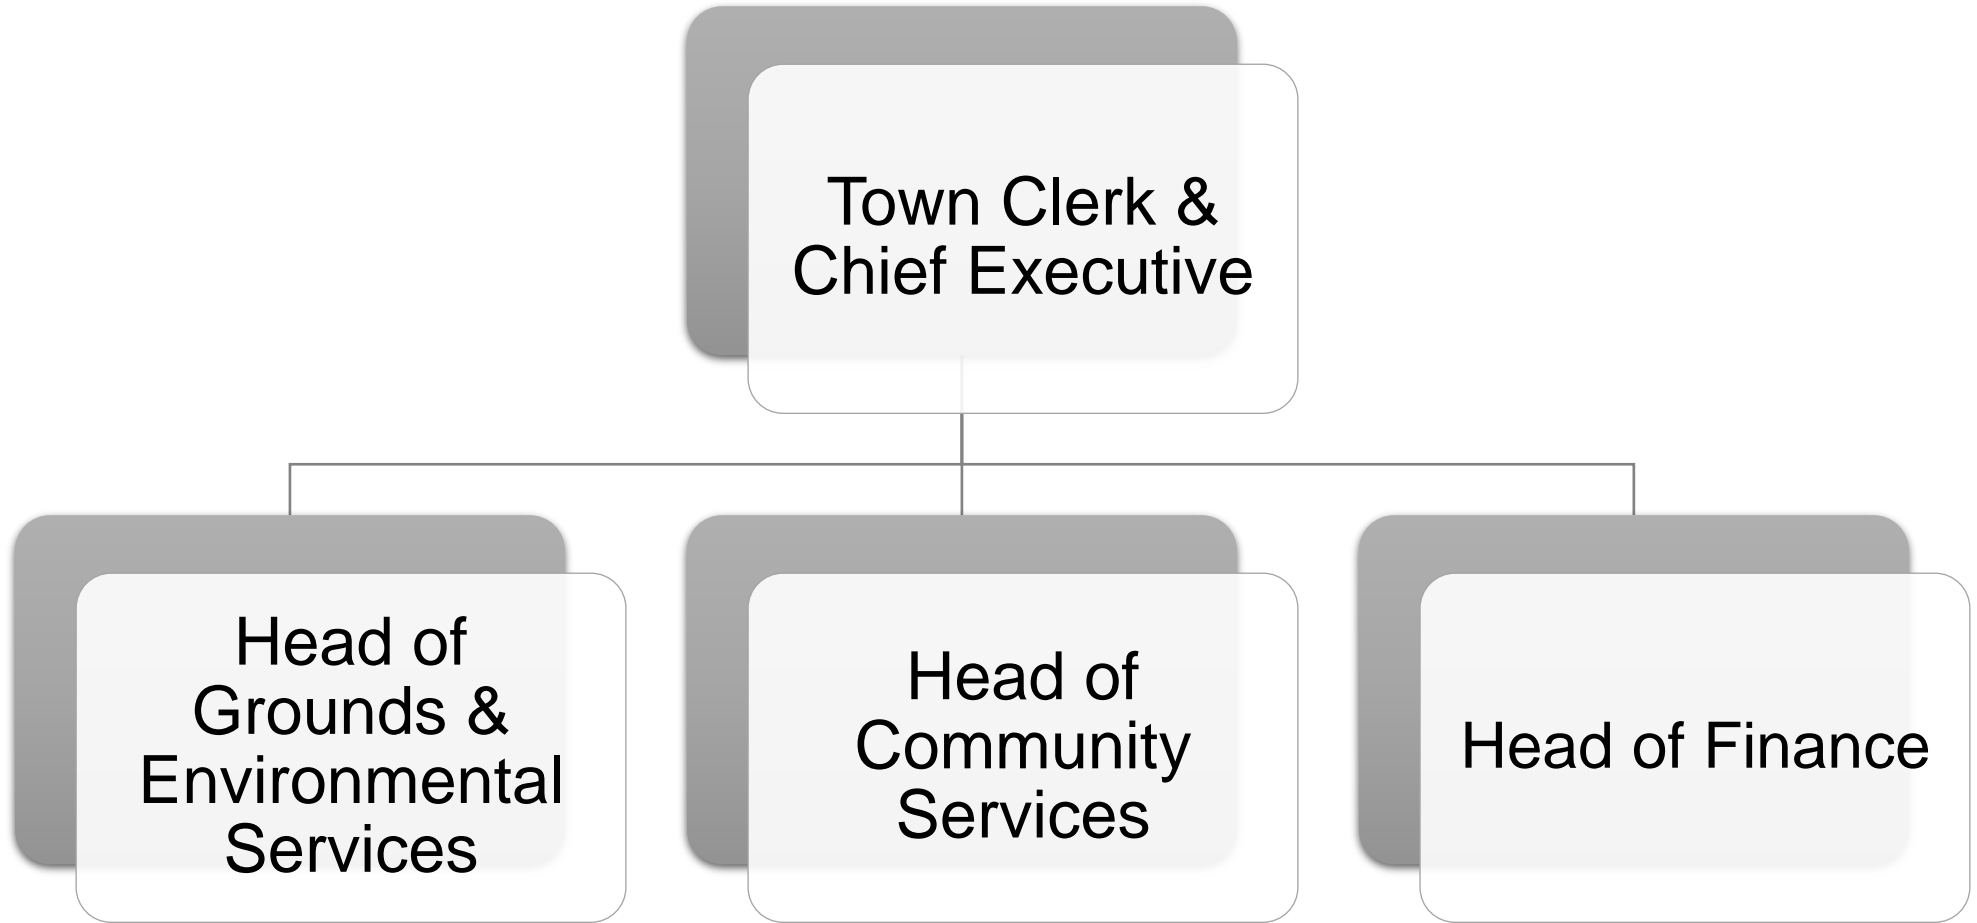 Town Clerk &
Chief Executive
Head of
Grounds &
Environmental
Services
Head of
Community
Services
Head of Finance